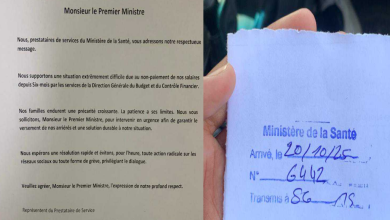 Monsieur le Premier Ministre
Nous, prestataires de services du Ministère de la Santé, vous adressons notre respectueux
message.
Nous supportons une situation extrêmement difficile due au non-paiement de nos salaires
depuis Six-mois par les services de la Direction Générale du Budget et du Contrôle Financier.
Nos familles endurent une précarité croissante. La patience a ses limites. Nous vous
sollicitons, Monsieur le Premier Ministre, pour intervenir en urgence afin de garantir le
versement de nos arriérés et une solution durable à notre situation.
Nous espérons une résolution rapide et évitons, pour l'heure, toute action radicale sur les
réseaux sociaux ou toute forme de grève, privilégiant le dialogue.
Veuillez agréer, Monsieur le Premier Ministre, l'expression de notre profond respect.
Représentant du Prestataire de Service
Ministère de la Santé
Arrivé, le 20/10/25
N° 6442
Transmis à SG